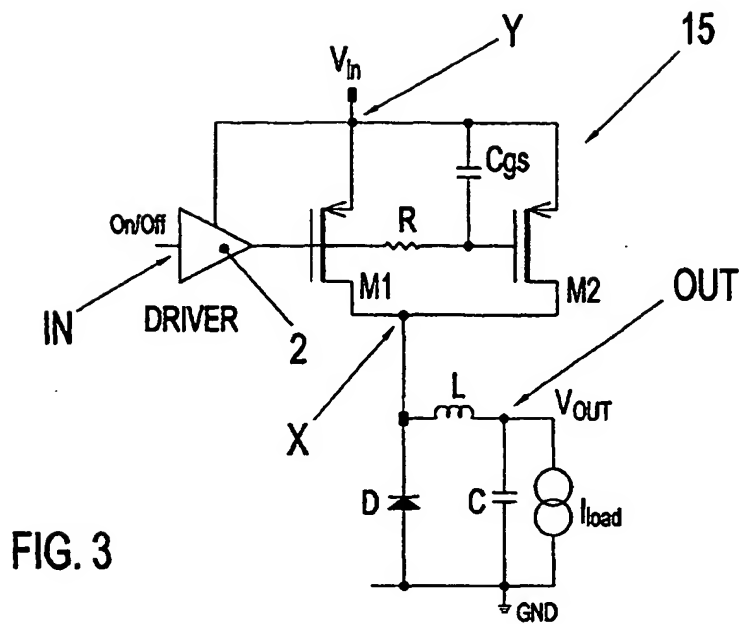 Y
15
Vin
Cgs
On/Off
R
M1
M2
OUT
IN
DRIVER
2
X
L
VOUT
D
C
Iload
FIG. 3
GND